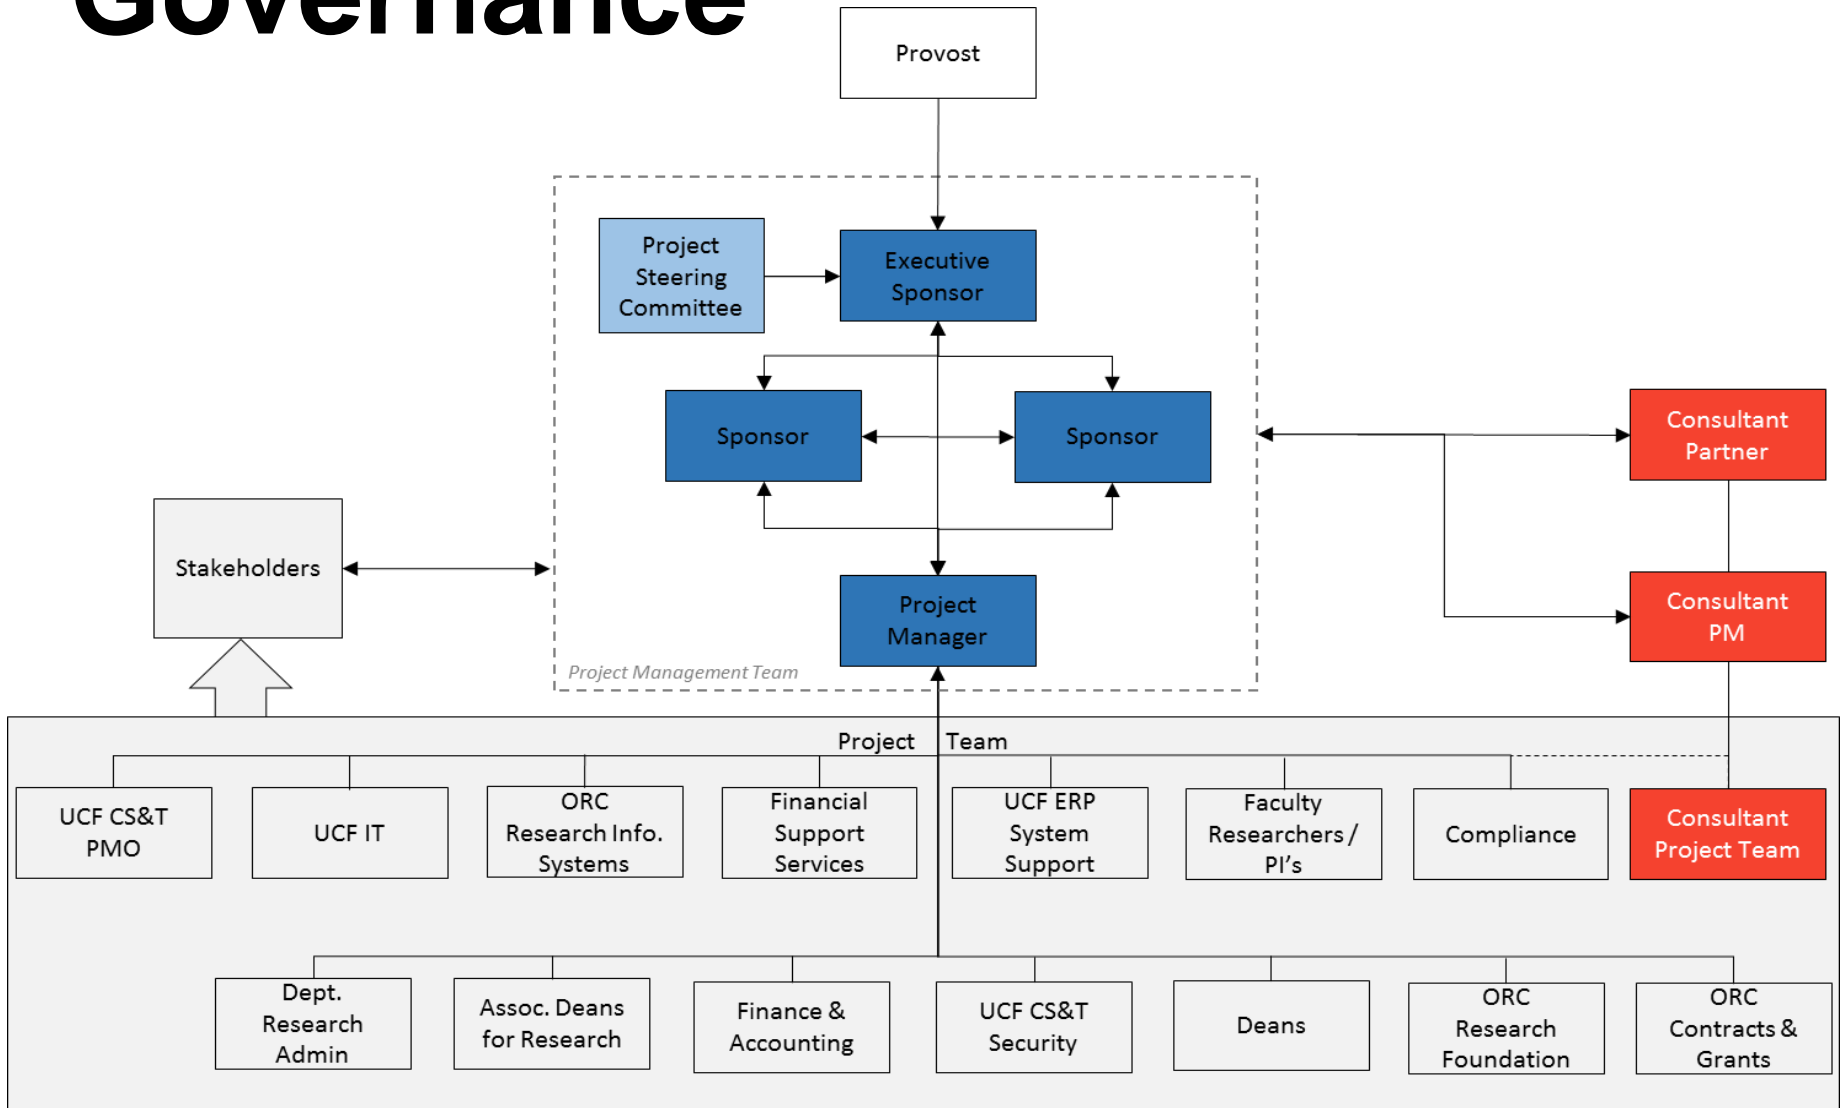 Governance
Provost
Project
Steering
Committee
Executive
Sponsor
Sponsor
Sponsor
Consultant
Partner
Stakeholders
Project
Manager
Consultant
PM
Project Management Team
Project Team
UCF CS&T
PMO
UCF IT
ORC
Research Info.
Systems
Financial
Support
Services
UCF ERP
System
Support
Faculty
Researchers /
PI's
Compliance
Consultant
Project Team
Dept.
Research
Admin
Assoc. Deans
for Research
Finance &
Accounting
UCF CS&T
Security
Deans
ORC
Research
Foundation
ORC
Contracts &
Grants